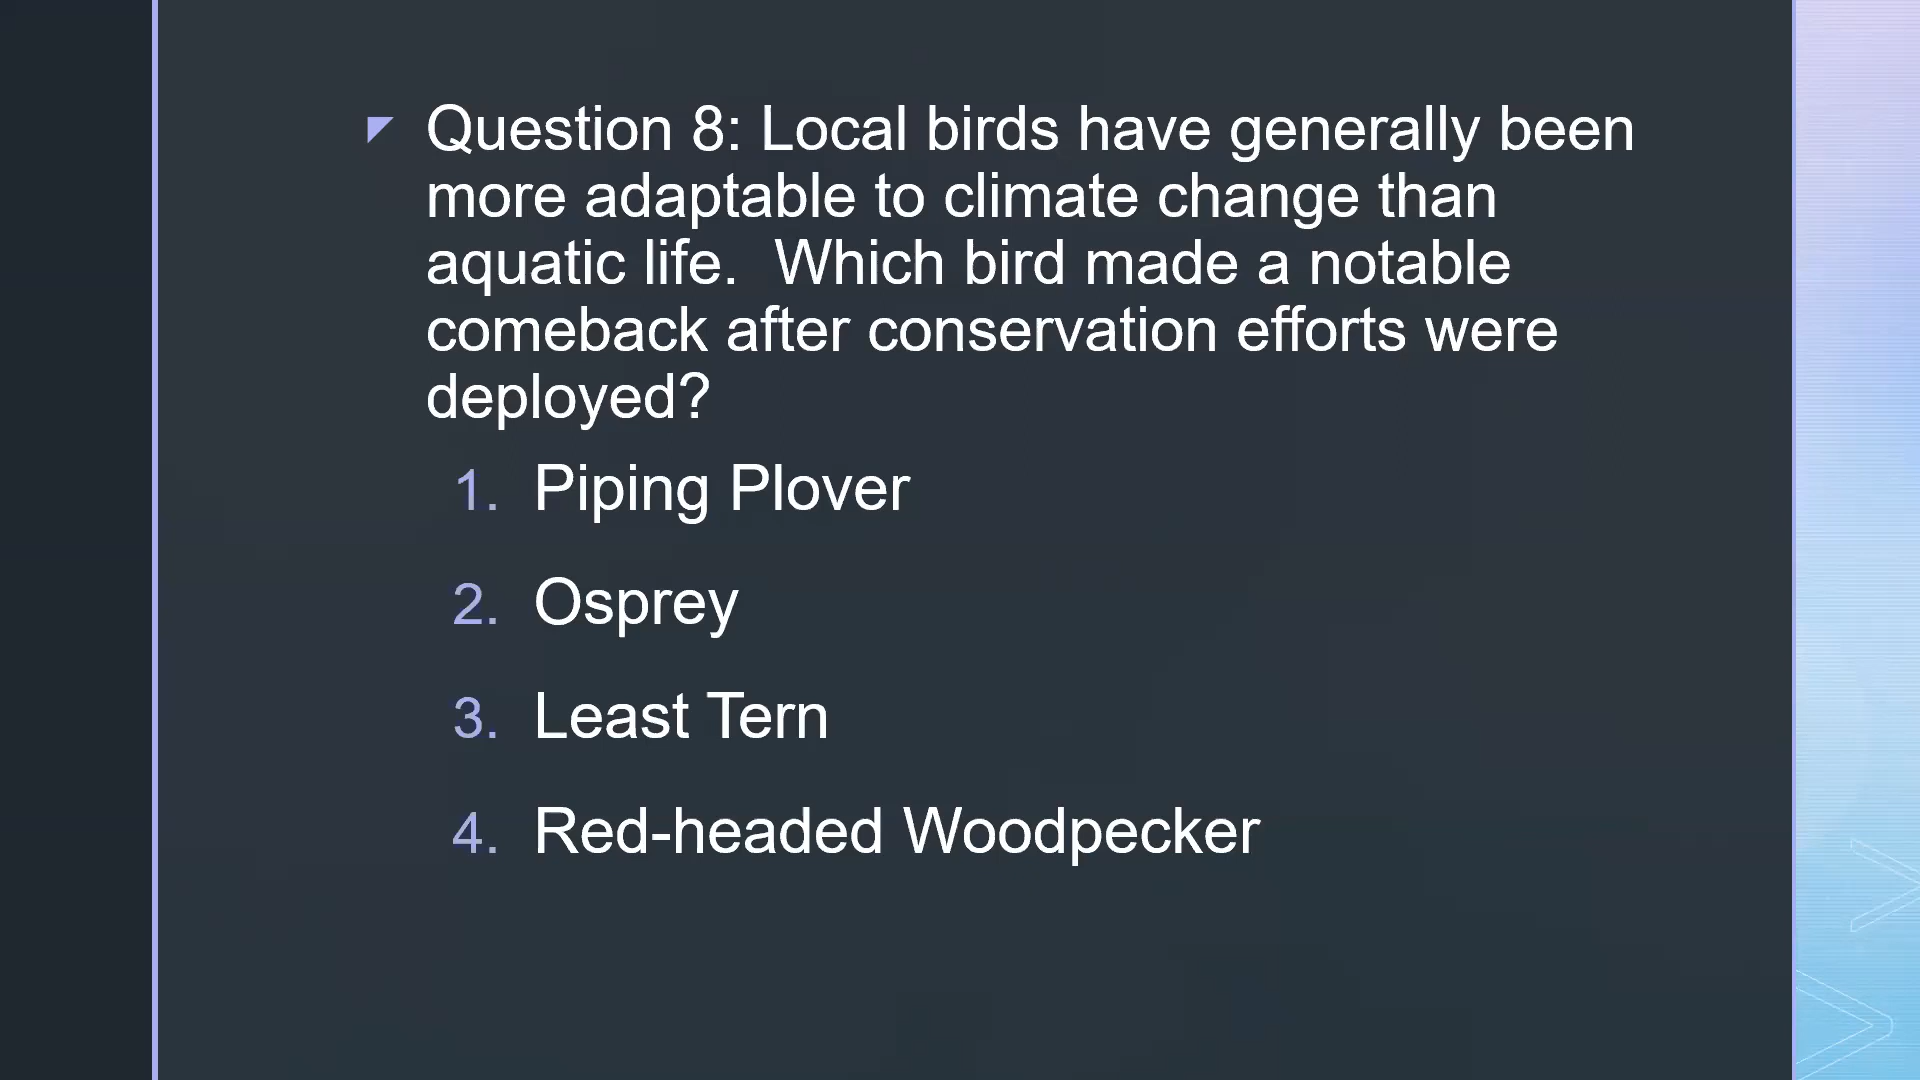 Question 8: Local birds have generally been
more adaptable to climate change than
aquatic life.  Which bird made a notable
comeback after conservation efforts were
deployed?
1. Piping Plover
2. Osprey
3. Least Tern
4. Red-headed Woodpecker